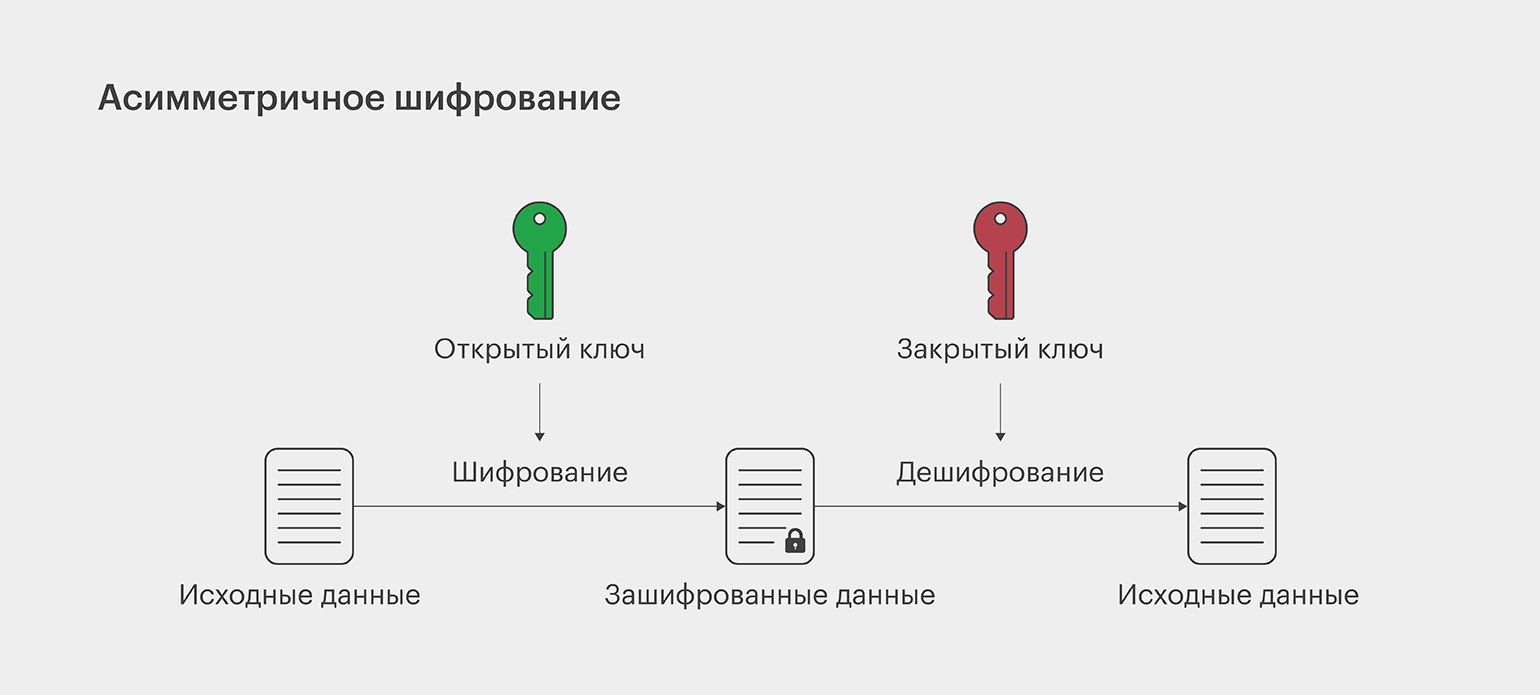 Асимметричное шифрование
Открытый ключ
Закрытый ключ
Шифрование
Дешифрование
Исходные данные
Зашифрованные данные
Исходные данные